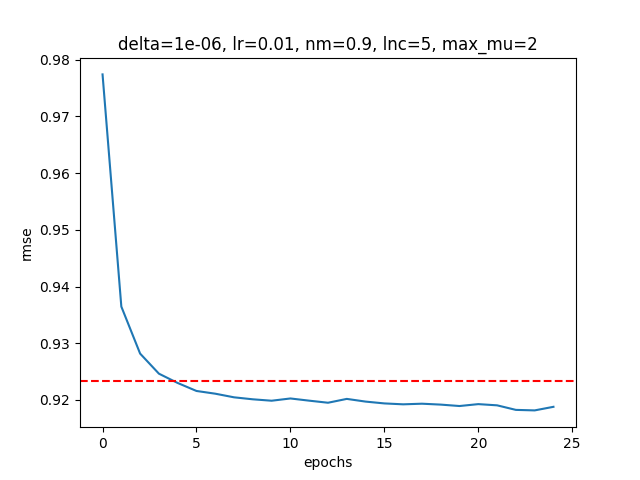 delta=1e-06, lr=0.01, nm=0.9, lnc=5, max_mu=2
0.98
0.97
0.96
0.95
0.94
0.93
0.92
rmse
0 5 10 15 20 25
epochs